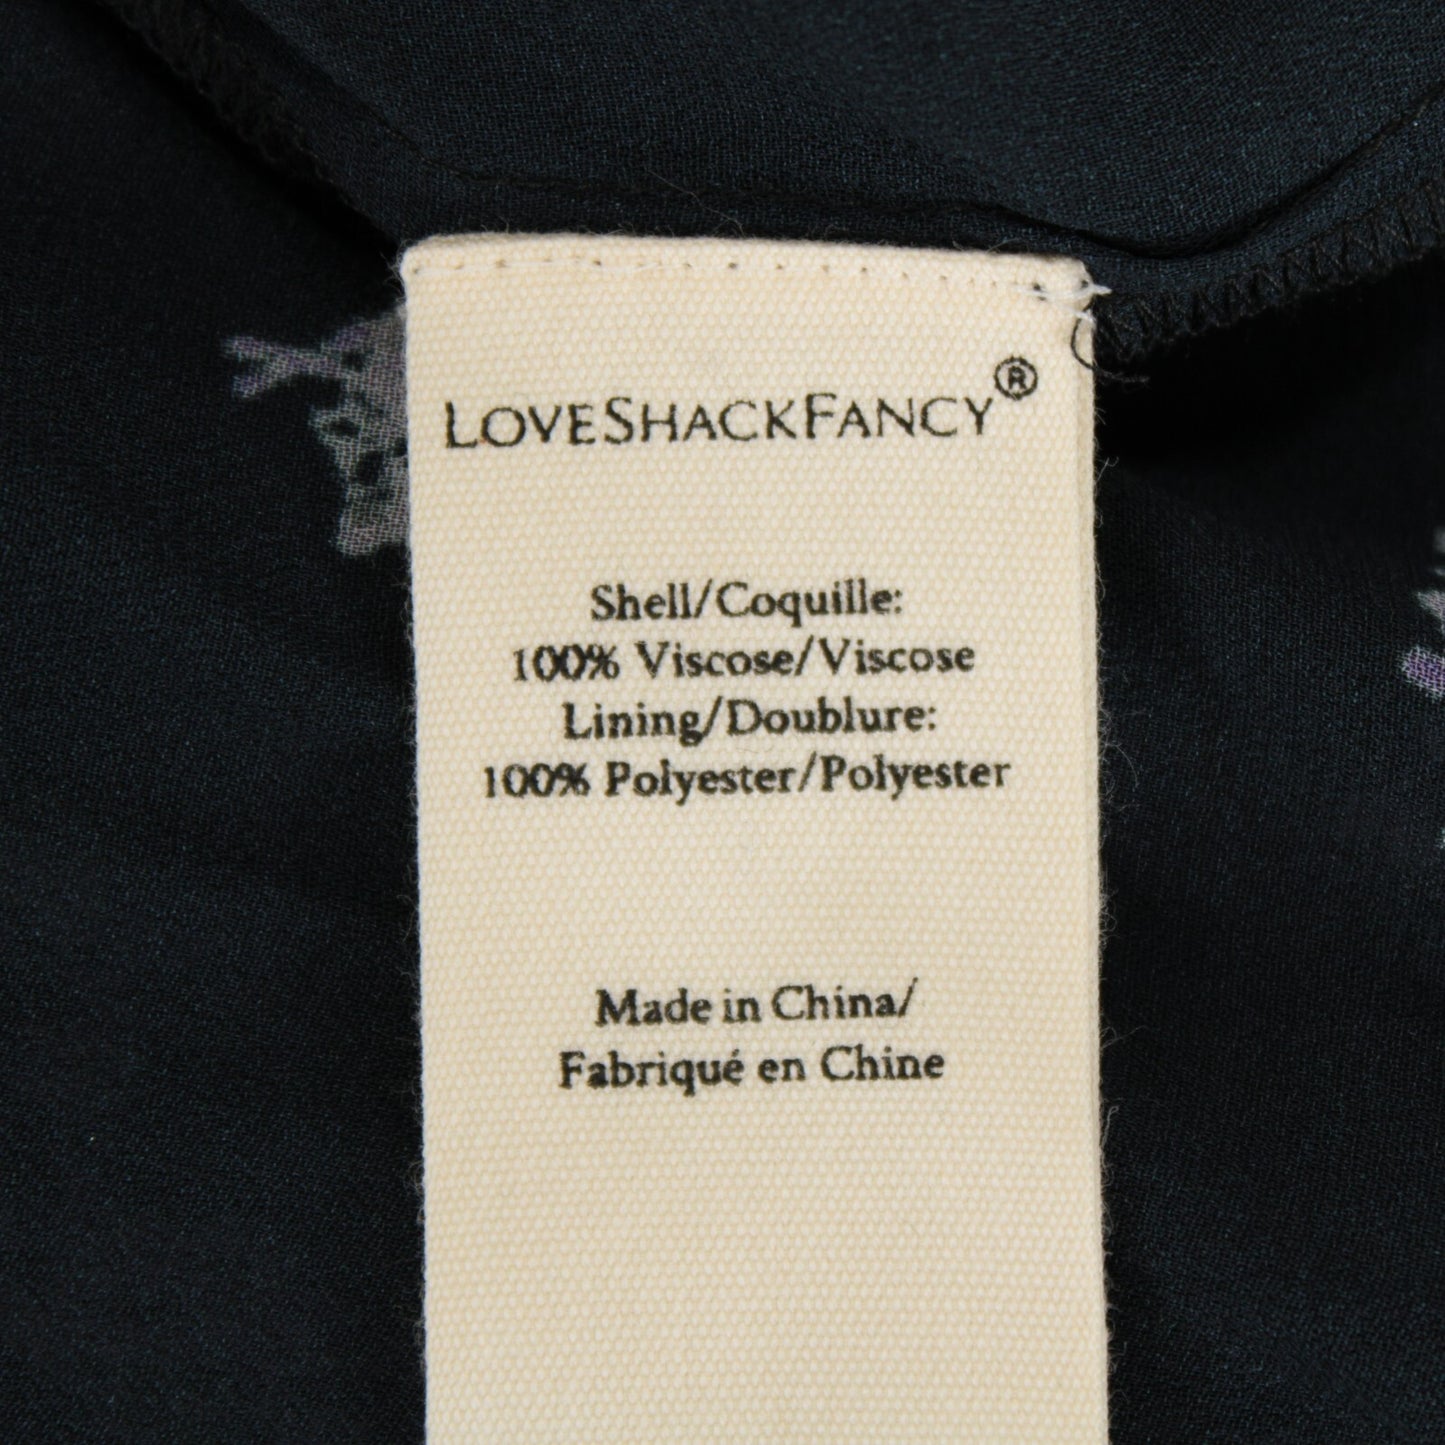 LOVESHACKFANCY®
Shell/Coquille:
100% Viscose/Viscose
Lining/Doublure:
100% Polyester/Polyester
Made in China/
Fabriqué en Chine